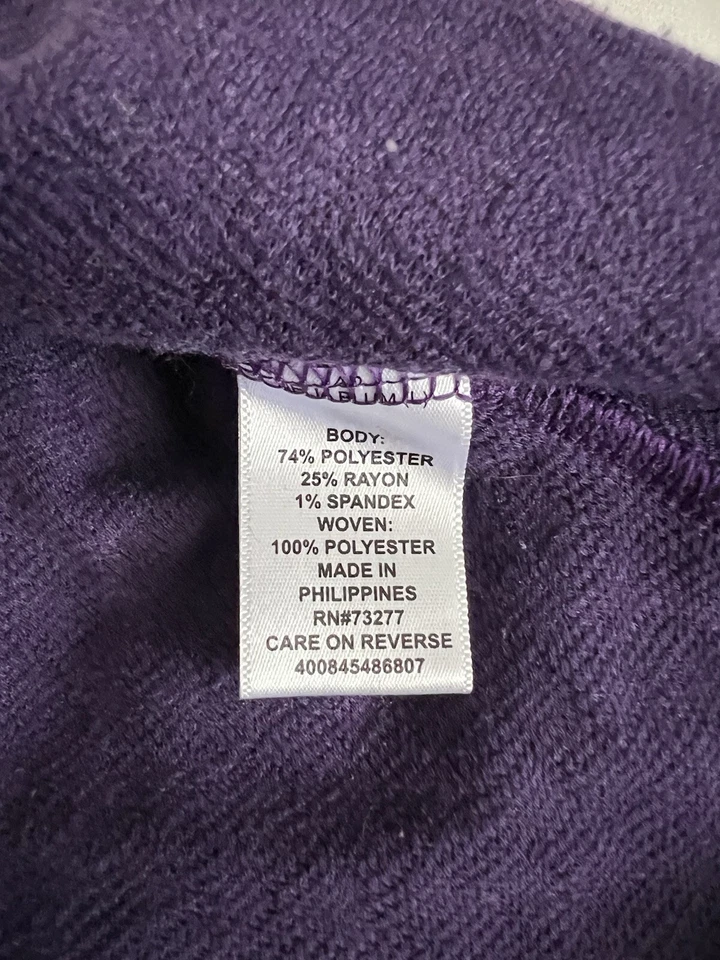 BODY:
74% POLYESTER
25% RAYON
1% SPANDEX
WOVEN:
100% POLYESTER
MADE IN
PHILIPPINES
RN#73277
CARE ON REVERSE
400845486807